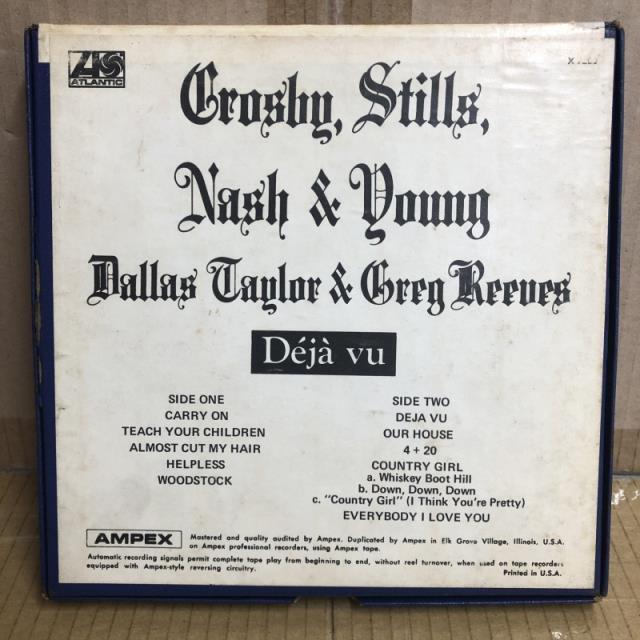 ATLANTIC
Crosby, Stills,
Nash & Young
Dallas Taylor & Greg Reeves
Déjà vu
SIDE ONE
CARRY ON
TEACH YOUR CHILDREN
ALMOST CUT MY HAIR
HELPLESS
WOODSTOCK
SIDE TWO
DEJA VU
OUR HOUSE
4 + 20
COUNTRY GIRL
a. Whiskey Boot Hill
b. Down, Down, Down
c. "Country Girl" (I Think You're Pretty)
EVERYBODY I LOVE YOU
AMPEX
Mastered and quality audited by Ampex. Duplicated by Ampex in Elk Grove Village, Illinois, U.S.A.
on Ampex professional recorders, using Ampex tape.
Automatic recording signals permit complete tape play from beginning to end, without reel turnover, when used on tape recorders
equipped with Ampex-style reversing circuitry.
Printed in U.S.A.